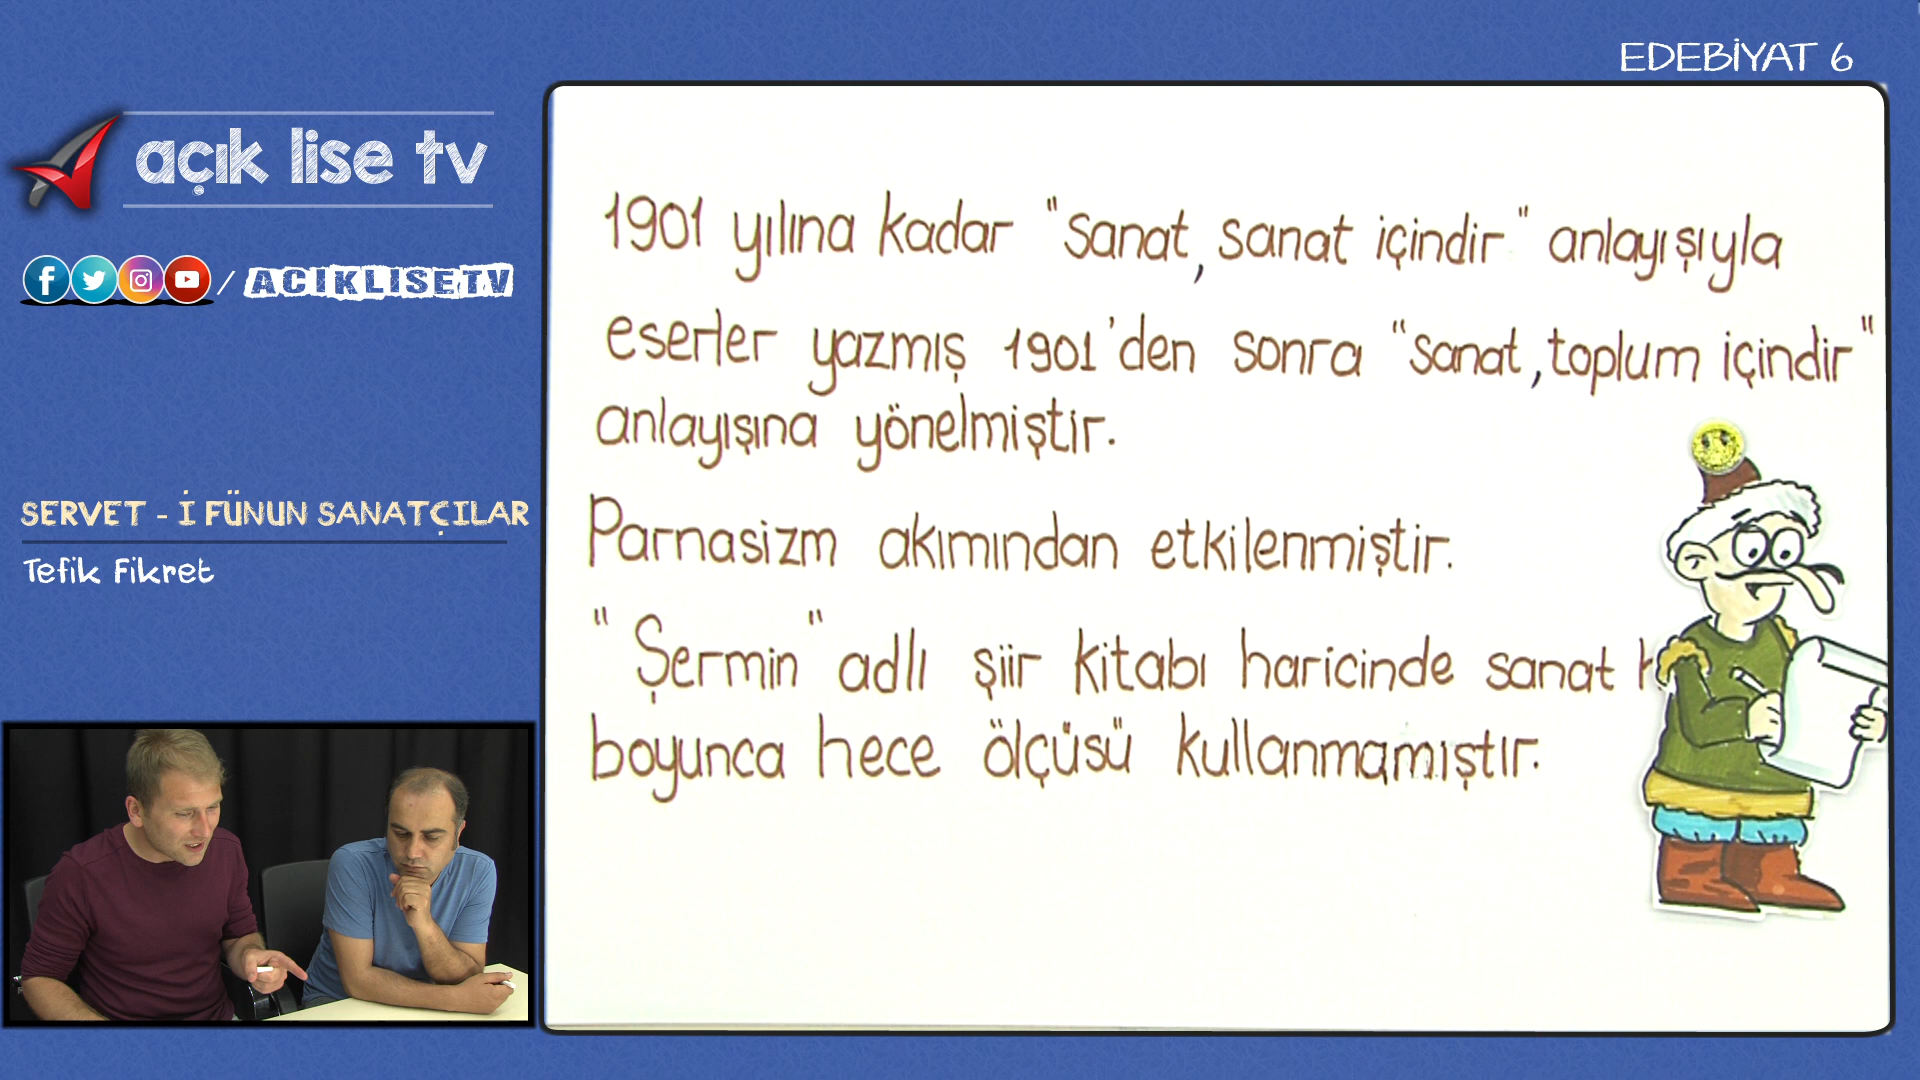 EDEBİYAT 6
açık lise tv
/ ACIKLISETV
SERVET - İ FÜNUN SANATÇILAR
Tefik Fikret
1901 yılına kadar "Sanat, sanat içindir" anlayışıyla
eserler yazmış 1901'den sonra "Sanat, toplum içindir"
anlayışına yönelmiştir.
Parnasizm akımından etkilenmiştir.
"Şermin" adlı şiir kitabı haricinde sanat
boyunca hece ölçüsü kullanmamıştır.